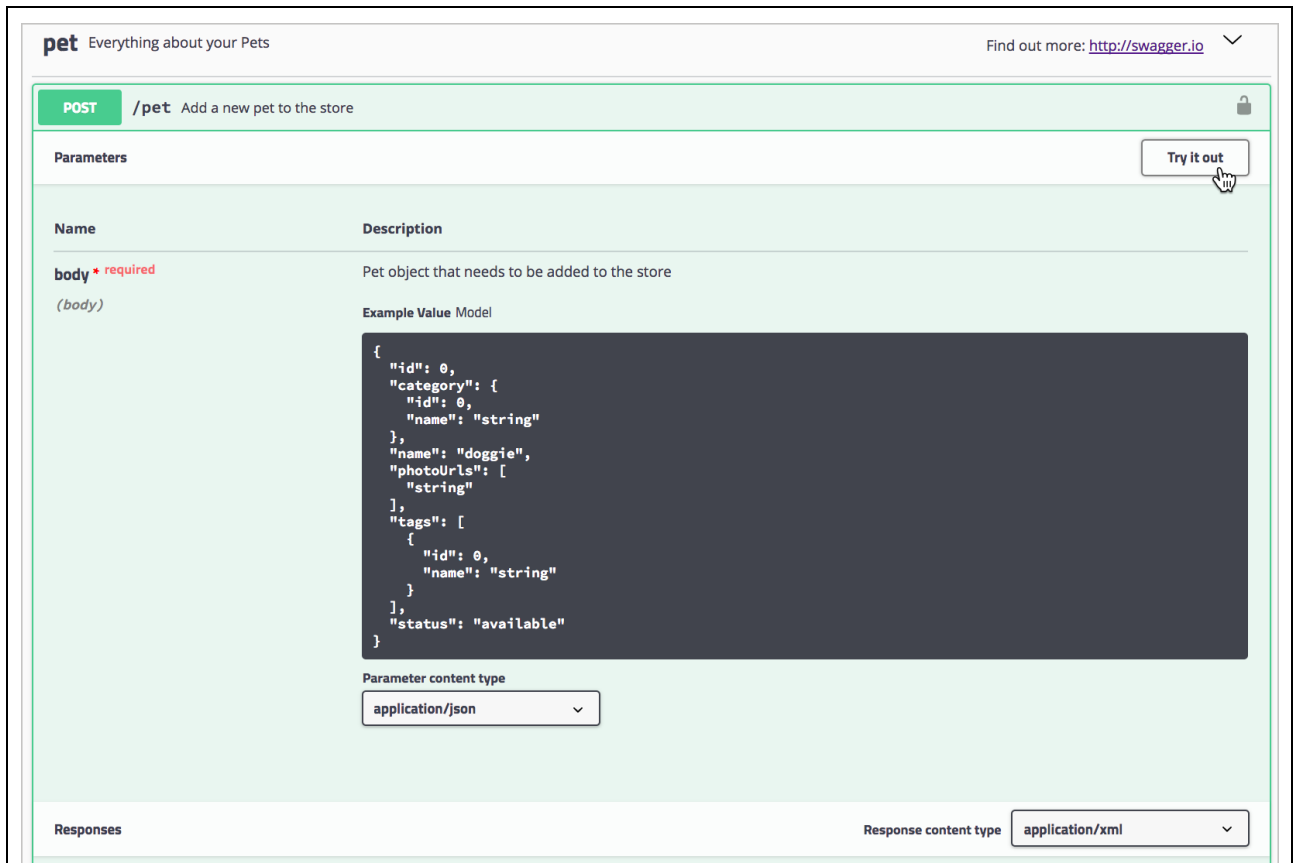 pet Everything about your Pets Find out more: http://swagger.io
POST /pet Add a new pet to the store
Parameters Try it out
Name Description
body * required Pet object that needs to be added to the store
(body)
Example Value Model
{
  "id": 0,
  "category": {
    "id": 0,
    "name": "string"
  },
  "name": "doggie",
  "photoUrls": [
    "string"
  ],
  "tags": [
    {
      "id": 0,
      "name": "string"
    }
  ],
  "status": "available"
}
Parameter content type
application/json
Responses Response content type application/xml